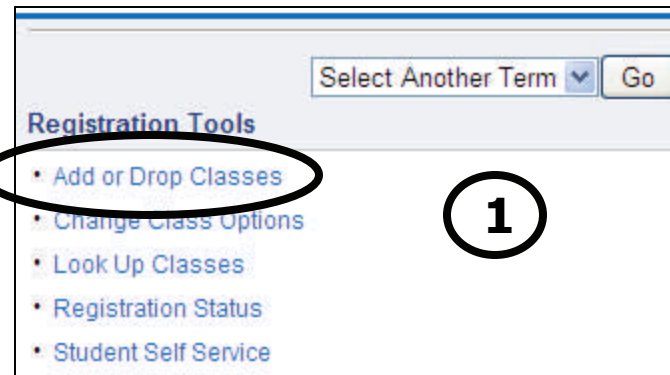 Select Another Term Go
Registration Tools
• Add or Drop Classes
• Change Class Options
1
• Look Up Classes
• Registration Status
• Student Self Service